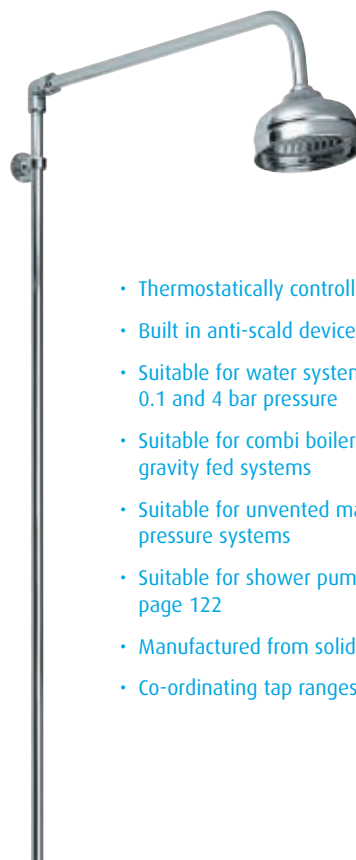 • Thermostatically controll
• Built in anti-scald device
• Suitable for water system
0.1 and 4 bar pressure
• Suitable for combi boiler
gravity fed systems
• Suitable for unvented ma
pressure systems
• Suitable for shower pum
page 122
• Manufactured from solid
• Co-ordinating tap ranges